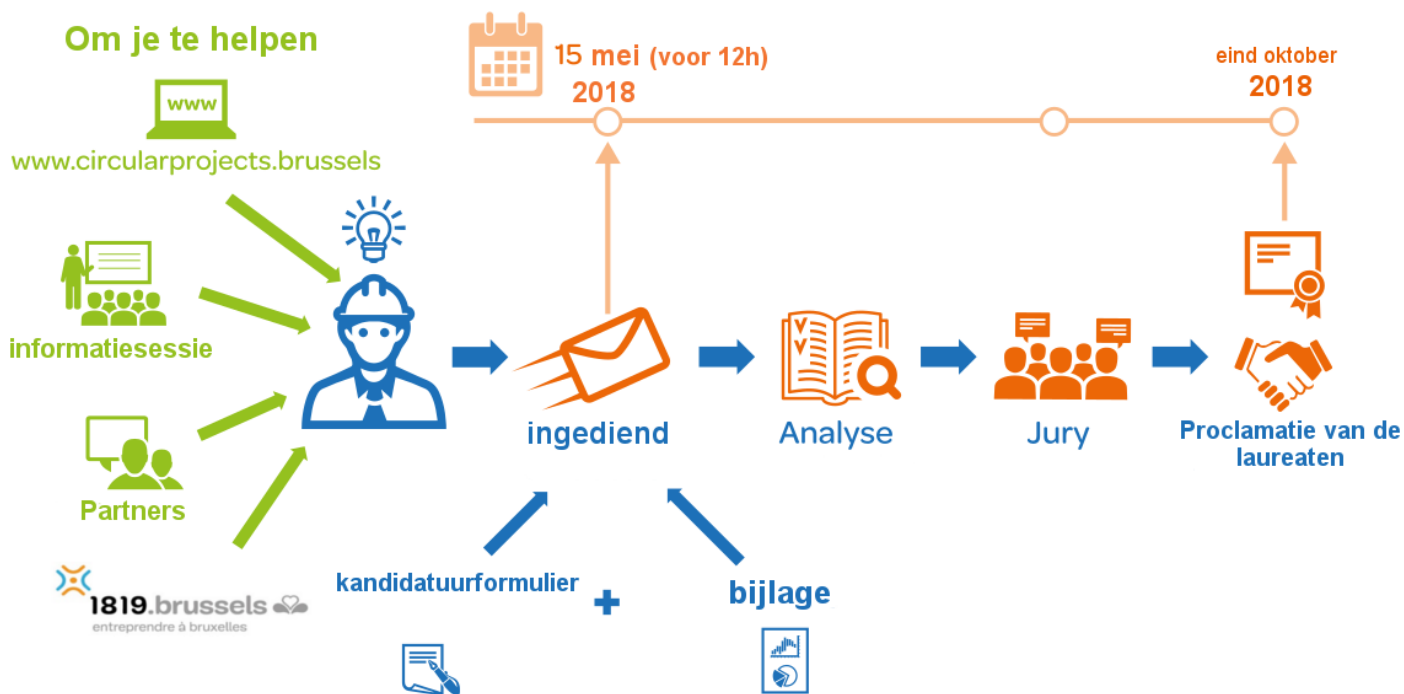 Om je te helpen
www
www.circularprojects.brussels
informatiesessie
Partners
1819.brussels
entreprendre à bruxelles
15 mei (voor 12h)
2018
eind oktober
2018
ingediend
Analyse
Jury
Proclamatie van de
laureaten
kandidatuurformulier
+
bijlage